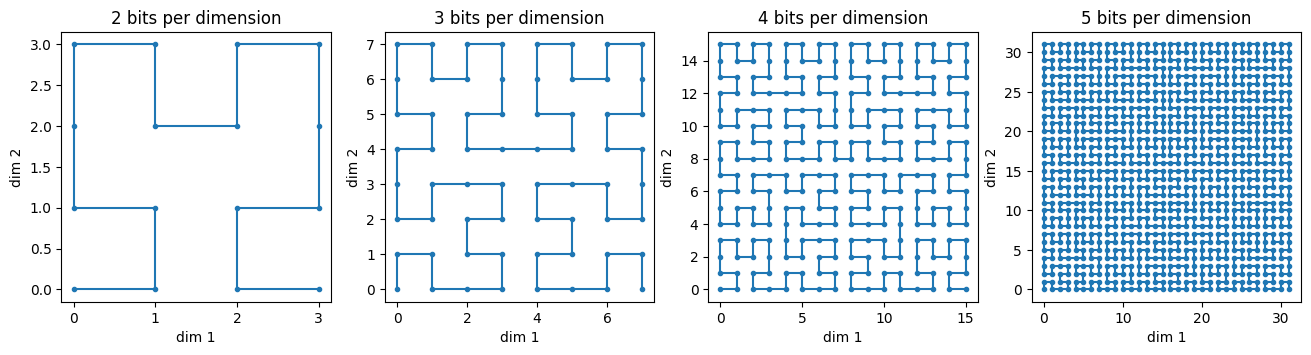 2 bits per dimension
3.0
2.5
2.0
1.5
1.0
0.5
0.0
0 1 2 3
dim 1
dim 2
3 bits per dimension
7
6
5
4
3
2
1
0
0 2 4 6
dim 1
dim 2
4 bits per dimension
14
12
10
8
6
4
2
0
0 5 10 15
dim 1
dim 2
5 bits per dimension
30
25
20
15
10
5
0
0 10 20 30
dim 1
dim 2